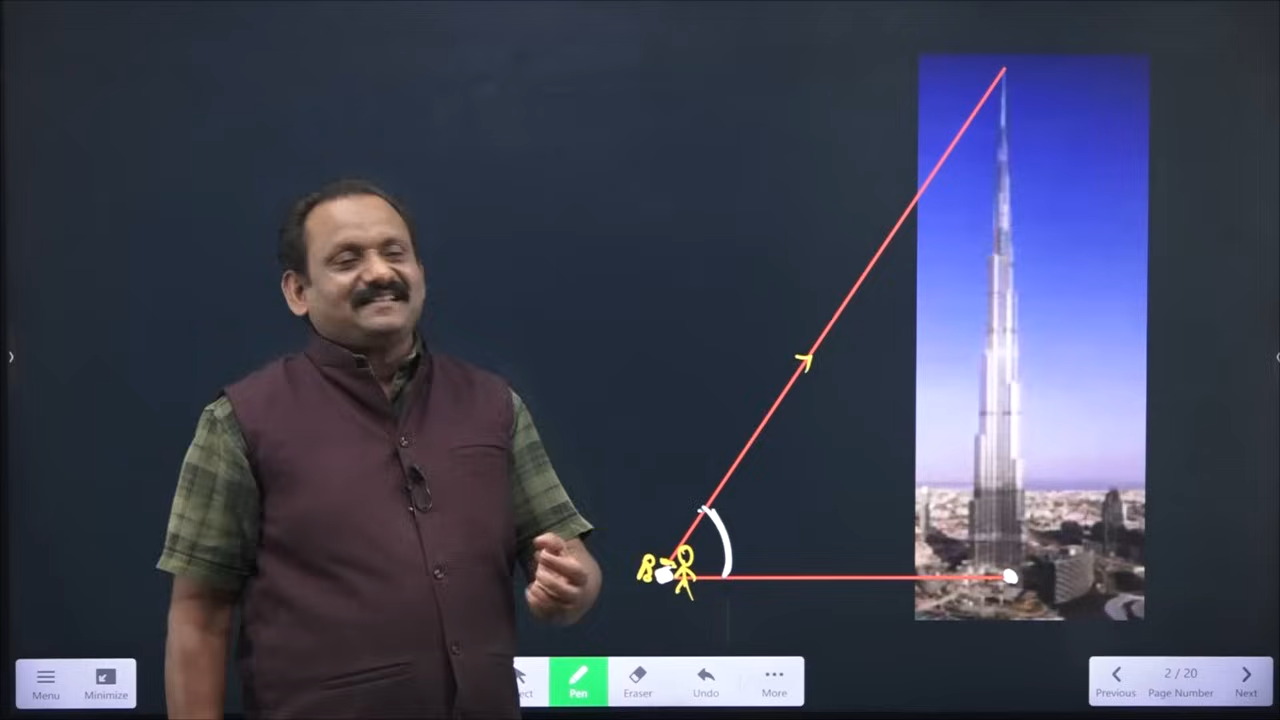 Menu
Minimize
Pen
Eraser
Undo
More
Previous
2 / 20
Page Number
Next